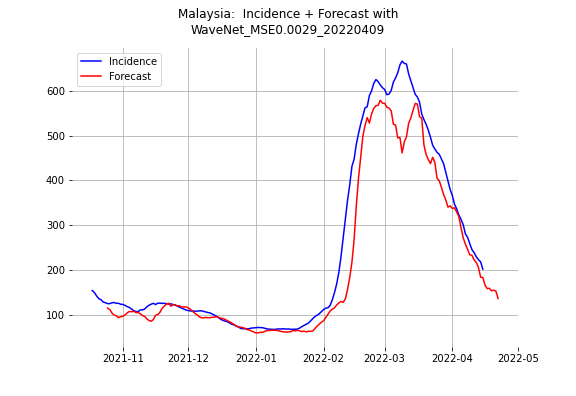 Malaysia:  Incidence + Forecast with
WaveNet_MSE0.0029_20220409
Incidence
Forecast
600
500
400
300
200
100
2021-11 2021-12 2022-01 2022-02 2022-03 2022-04 2022-05